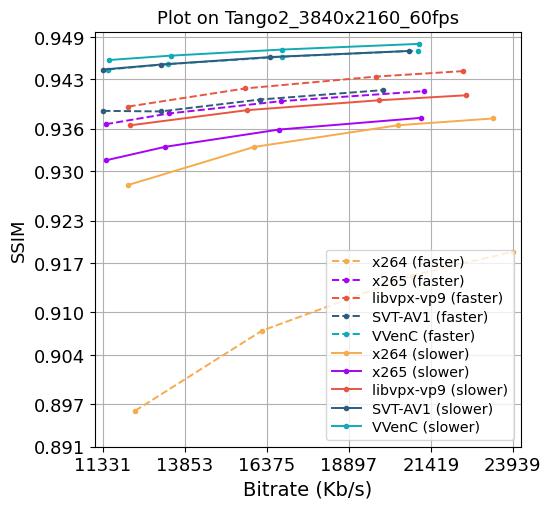 Plot on Tango2_3840x2160_60fps
0.949
0.943
0.936
0.930
0.923
0.917
0.910
0.904
0.897
0.891
SSIM
x264 (faster)
x265 (faster)
libvpx-vp9 (faster)
SVT-AV1 (faster)
VVenC (faster)
x264 (slower)
x265 (slower)
libvpx-vp9 (slower)
SVT-AV1 (slower)
VVenC (slower)
11331 13853 16375 18897 21419 23939
Bitrate (Kb/s)